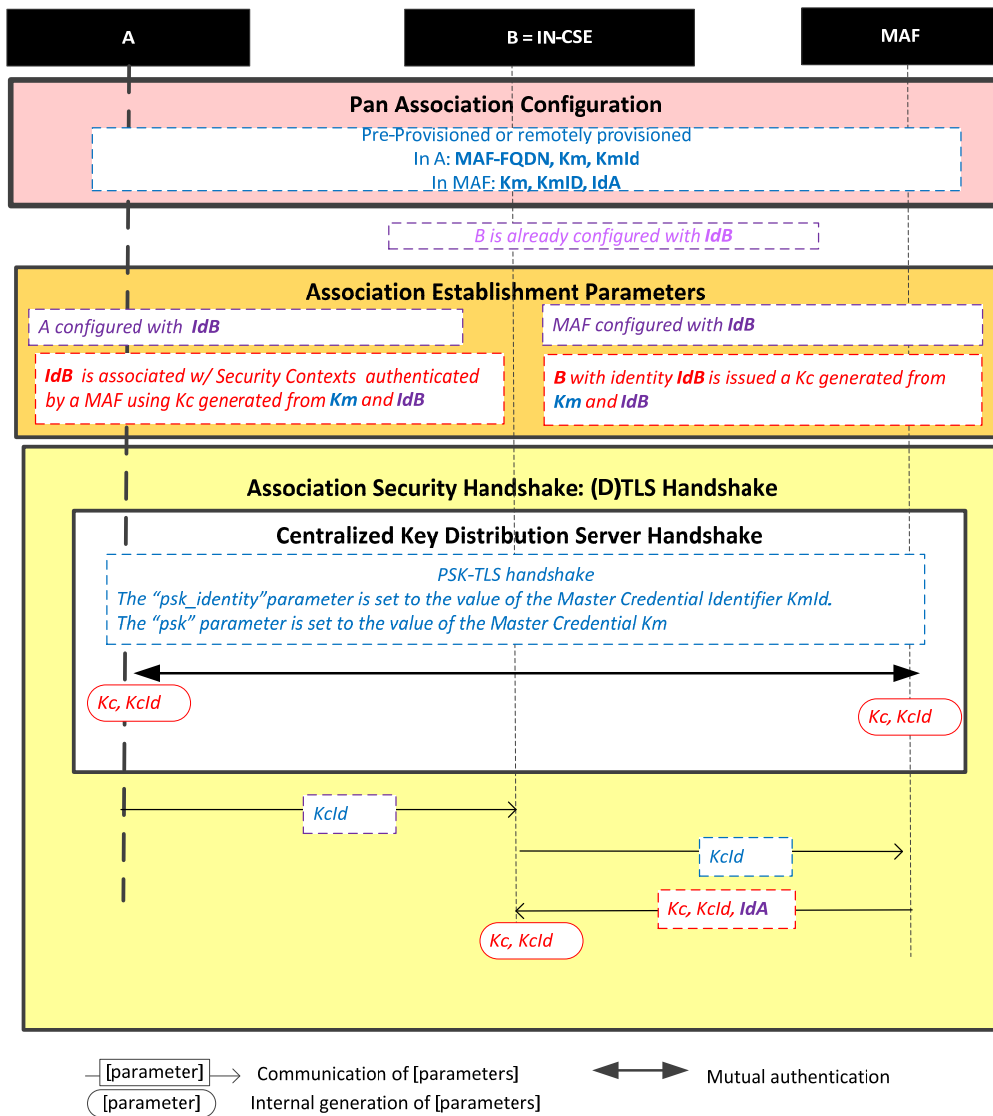 A
B = IN-CSE
MAF
Pan Association Configuration
Pre-Provisioned or remotely provisioned
In A: MAF-FQDN, Km, KmId
In MAF: Km, KmID, IdA
B is already configured with IdB
Association Establishment Parameters
A configured with IdB
MAF configured with IdB
IdB is associated w/ Security Contexts authenticated
by a MAF using Kc generated from Km and IdB
B with identity IdB is issued a Kc generated from
Km and IdB
Association Security Handshake: (D)TLS Handshake
Centralized Key Distribution Server Handshake
PSK-TLS handshake
The “psk_identity”parameter is set to the value of the Master Credential Identifier KmId.
The “psk” parameter is set to the value of the Master Credential Km
Kc, KcId
Kc, KcId
KcId
KcId
Kc, KcId, IdA
Kc, KcId
[parameter]
Communication of [parameters]
Mutual authentication
[parameter]
Internal generation of [parameters]